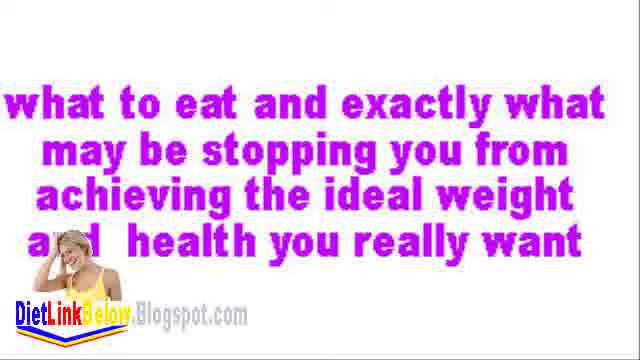 what to eat and exactly what
may be stopping you from
achieving the ideal weight
and health you really want
DietLinkBelow.Blogspot.com